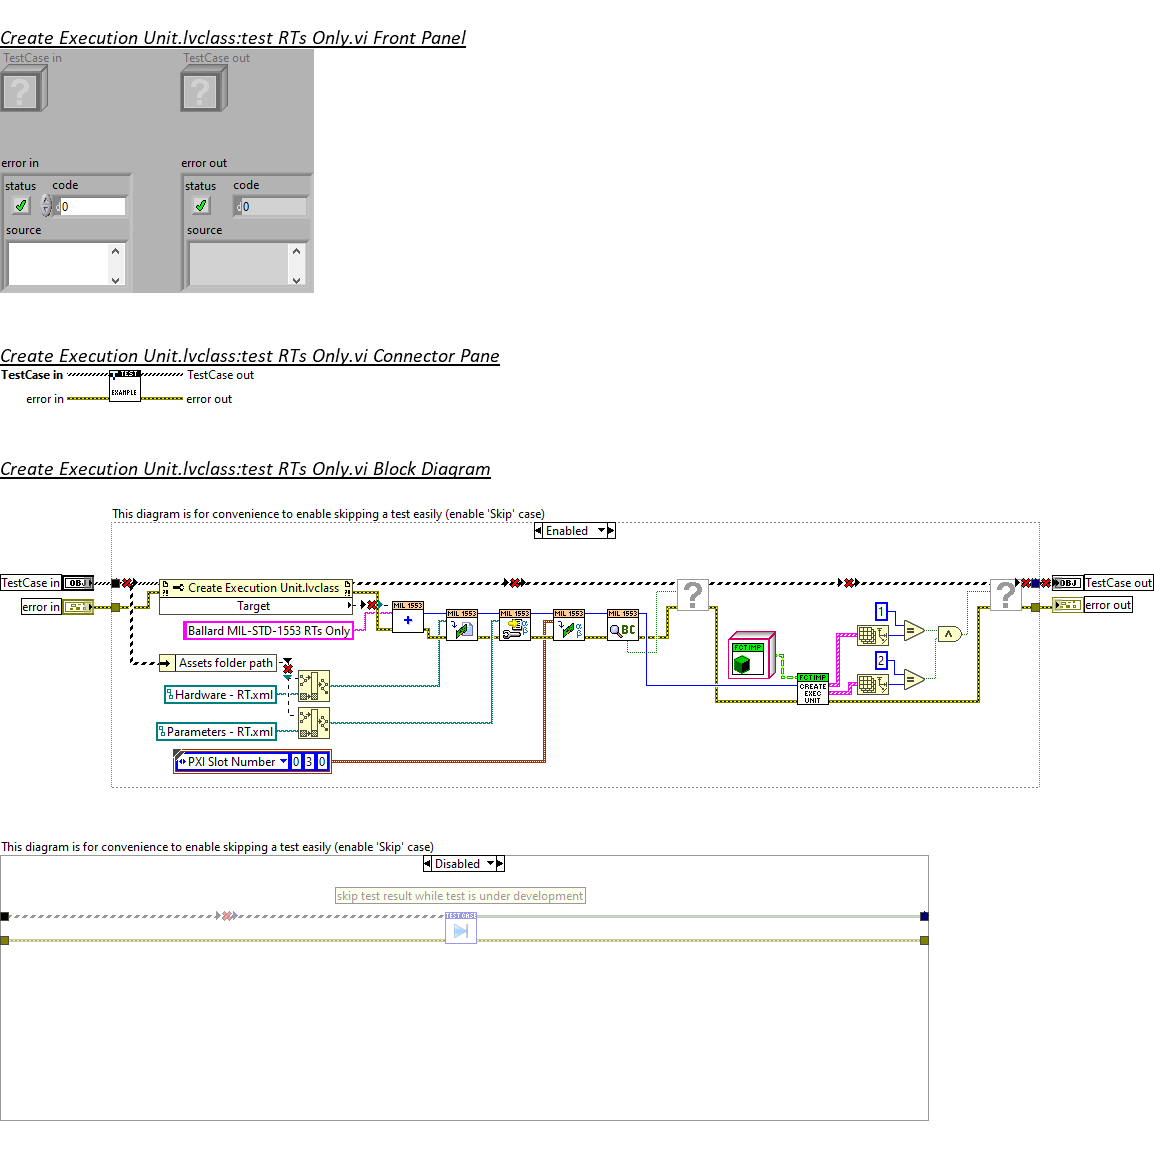 Create Execution Unit.lvclass:test RTs Only.vi Front Panel
TestCase in TestCase out
?
?
error in error out
status code status code
0 0
source source
Create Execution Unit.lvclass:test RTs Only.vi Connector Pane
TestCase in TestCase out
TEST
EXAMPLE
error in error out
Create Execution Unit.lvclass:test RTs Only.vi Block Diagram
This diagram is for convenience to enable skipping a test easily (enable 'Skip' case)
Enabled
TestCase in OBJ
Create Execution Unit.lvclass
OBJ TestCase out
error in
Target
error out
MIL 1553
MIL 1553
MIL 1553
MIL 1553
MIL 1553
BC
?
?
Ballard MIL-STD-1553 RTs Only
1
2
=
=
Assets folder path
FCT IMP
FCT IMP
CREATE
EXEC
UNIT
Hardware - RT.xml
Parameters - RT.xml
PXI Slot Number 0 3 0
This diagram is for convenience to enable skipping a test easily (enable 'Skip' case)
Disabled
skip test result while test is under development
TEST CASE